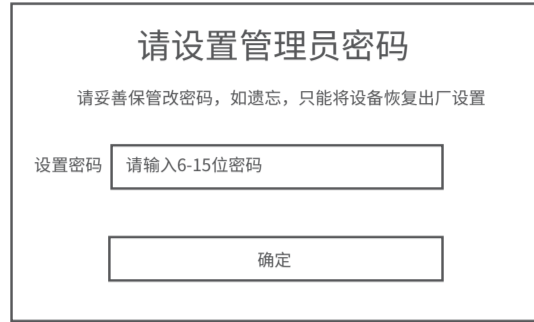 请设置管理员密码
请妥善保管改密码，如遗忘，只能将设备恢复出厂设置
设置密码 请输入6-15位密码
确定